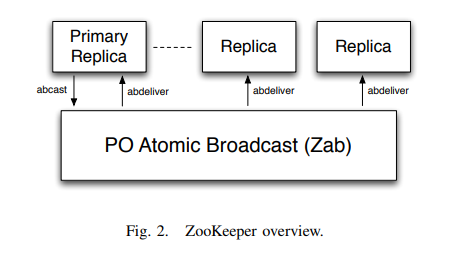 Primary
Replica
Replica
Replica
abcast
abdeliver
abdeliver
abdeliver
PO Atomic Broadcast (Zab)
Fig. 2. ZooKeeper overview.